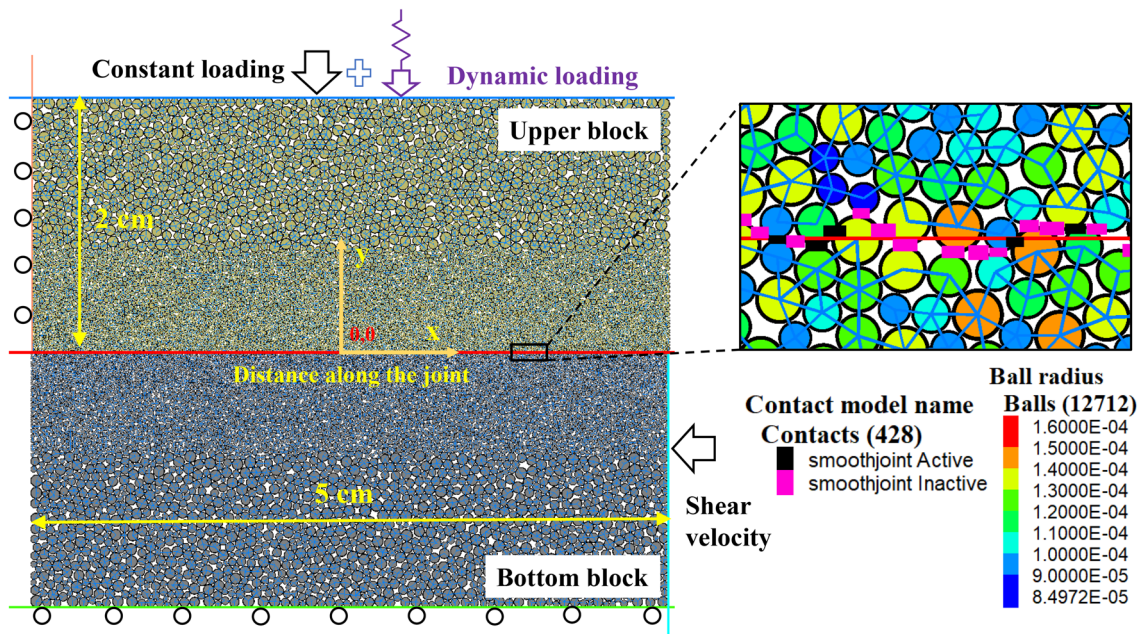 Constant loading
Dynamic loading
Upper block
2 cm
y
0.0
x
Distance along the joint
5 cm
Shear
velocity
Bottom block
Contact model name
Contacts (428)
smoothjoint Active
smoothjoint Inactive
Ball radius
Balls (12712)
1.6000E-04
1.5000E-04
1.4000E-04
1.3000E-04
1.2000E-04
1.1000E-04
1.0000E-04
9.0000E-05
8.4972E-05